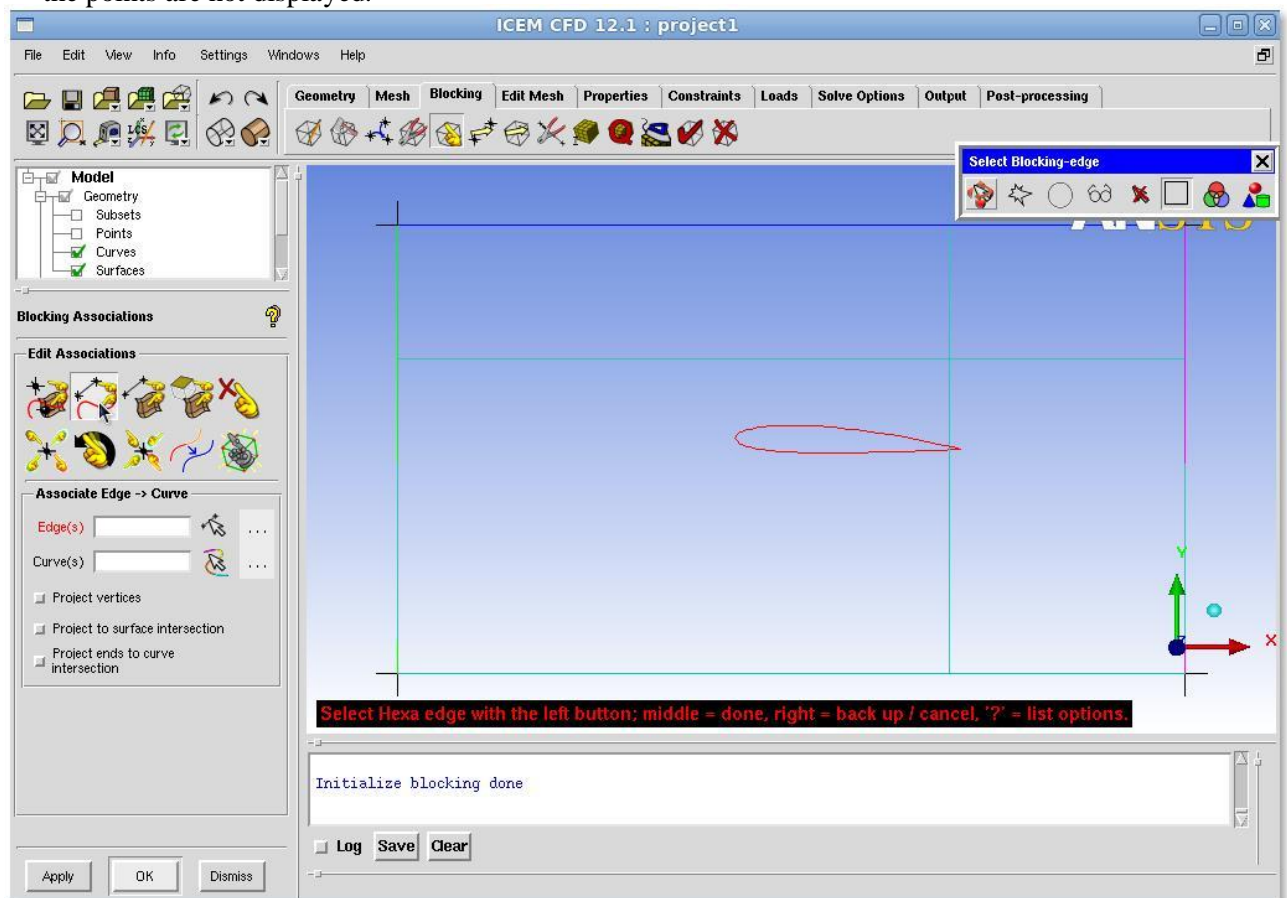 the points are not displayed.
ICEM CFD 12.1 : project1
File Edit View Info Settings Windows Help
Geometry Mesh Blocking Edit Mesh Properties Constraints Loads Solve Options Output Post-processing
Select Blocking-edge
Model
Geometry
Subsets
Points
Curves
Surfaces
ANSYS
Blocking Associations
Edit Associations
Associate Edge -> Curve
Edge(s) ...
Curve(s) ...
Project vertices
Project to surface intersection
Project ends to curve
intersection
Y
X
Select Hexa edge with the left button; middle = done, right = back up / cancel, '?' = list options.
Initialize blocking done
Log Save Clear
Apply OK Dismiss